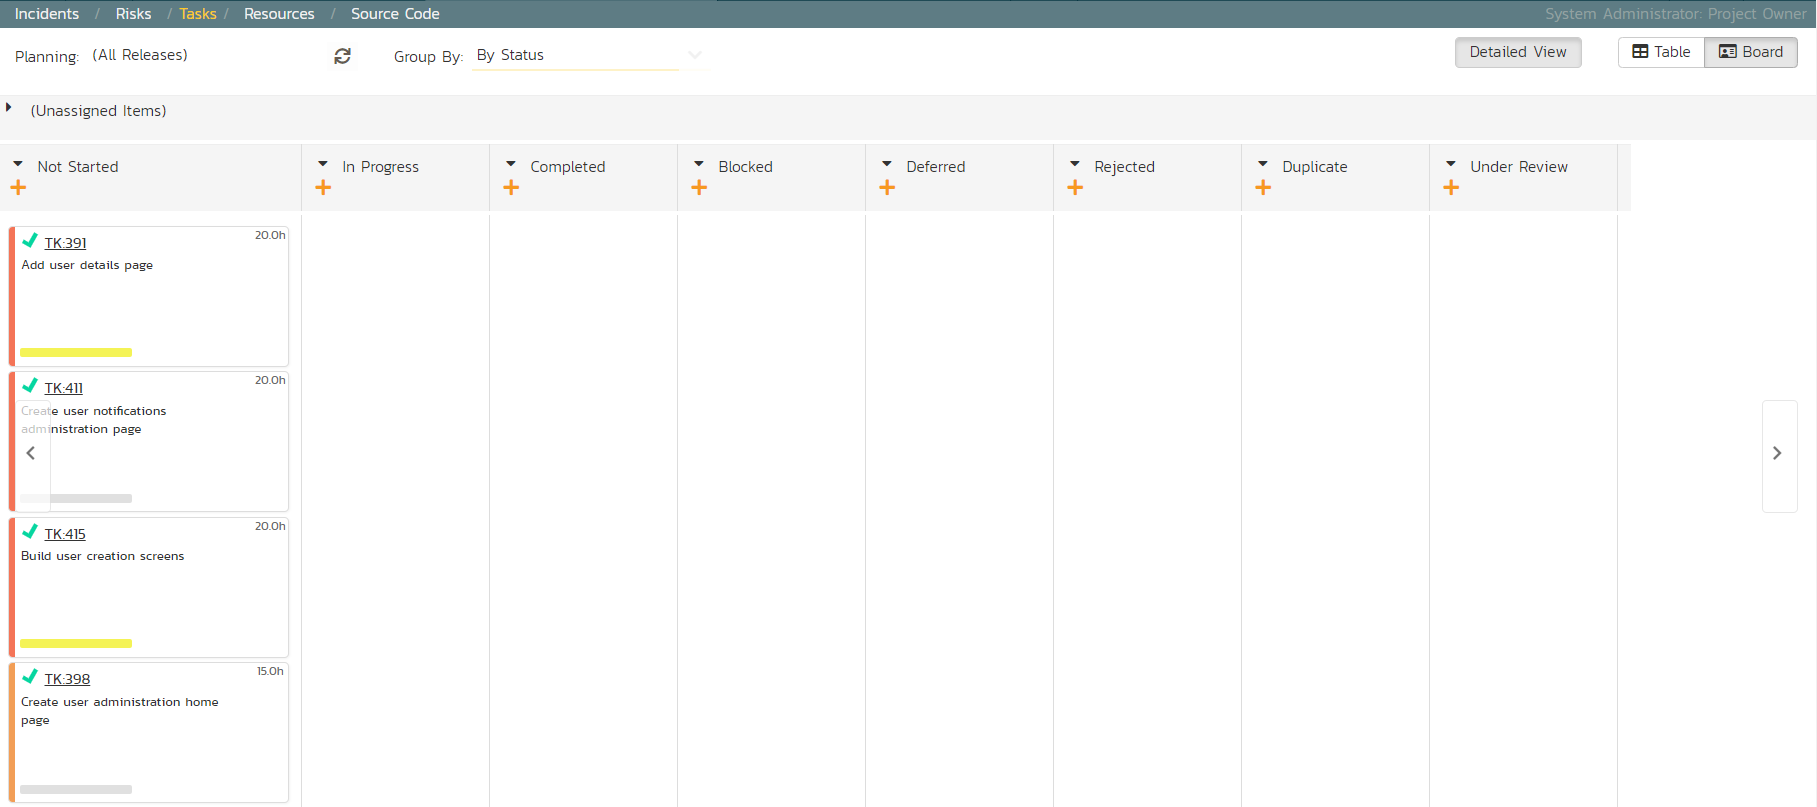 Incidents / Risks / Tasks / Resources / Source Code System Administrator: Project Owner
Planning: (All Releases) Group By: By Status Detailed View Table Board
(Unassigned Items)
Not Started In Progress Completed Blocked Deferred Rejected Duplicate Under Review
TK:391 20.0h
Add user details page
TK:411 20.0h
Create user notifications
administration page
TK:415 20.0h
Build user creation screens
TK:398 15.0h
Create user administration home
page